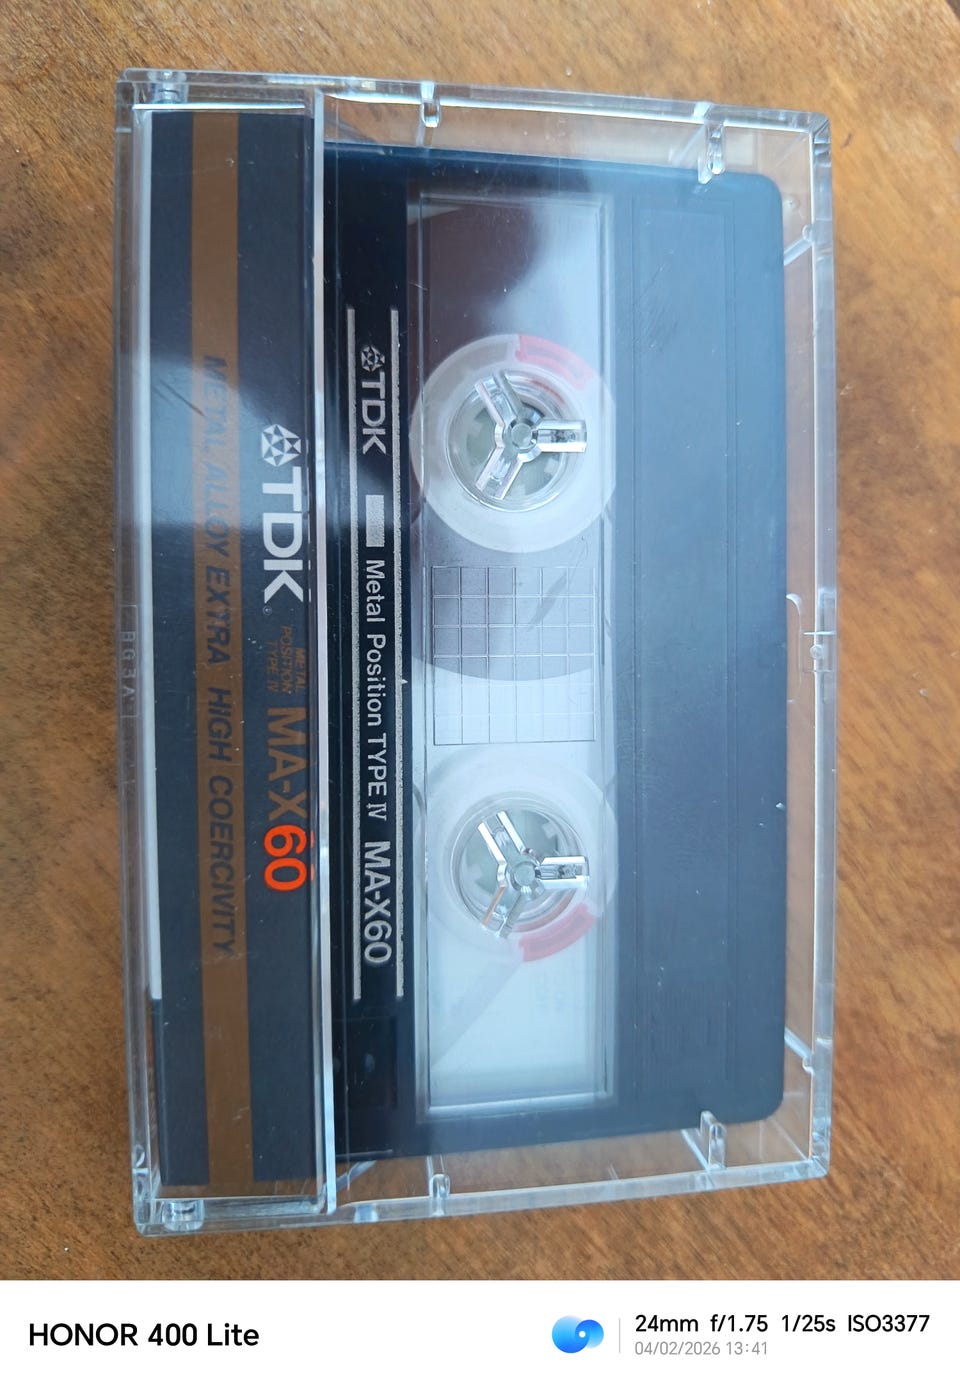 METAL ALLOY EXTRA HIGH COERCIVITY
TDK
METAL
POSITION
TYPE IV
MA-X60
TDK
Metal Position TYPE IV MA-X60
BG3A
HONOR 400 Lite
24mm f/1.75 1/25s ISO3377
04/02/2026 13:41